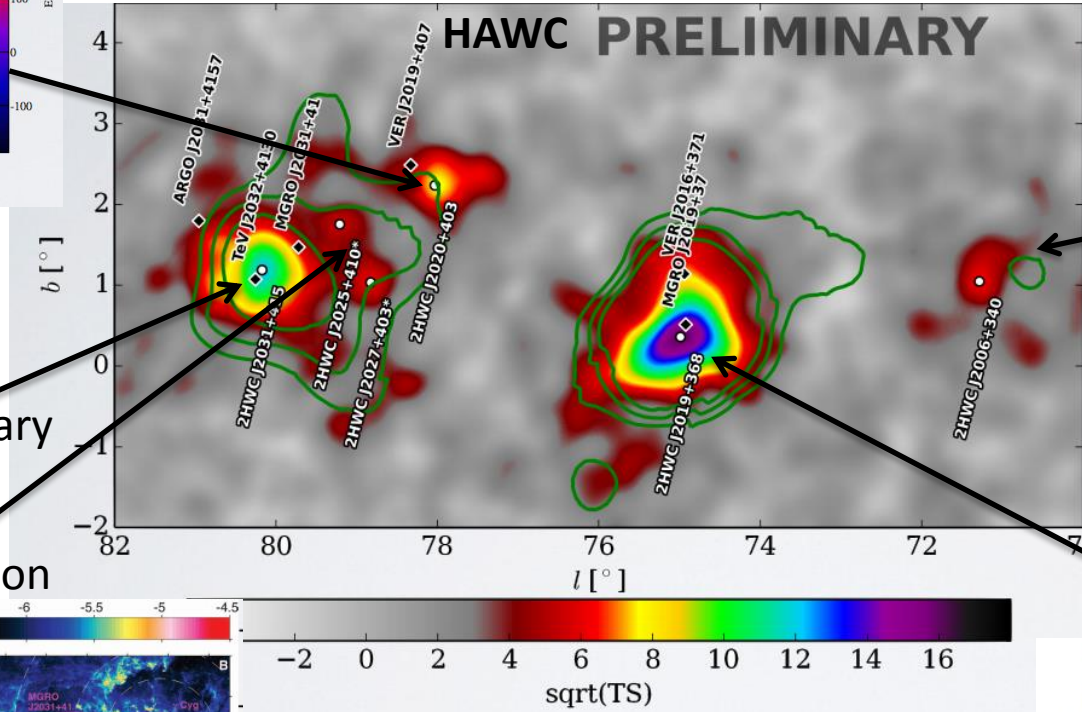 100
0
-100
HAWC PRELIMINARY
4
3
2
1
0
-1
-2
b [°]
ARGO J2031+4157
TeV J2032+4130
MGRO J2031+41
VER J2019+407
2HWC J2025+410*
2HWC J2027+403*
2HWC J2020+403
VER J2016+371
MGRO J2019+37
2HWC J2019+368
2HWC J2006+340
82 80 78 76 74 72
l [°]
ary
on
-6 -5.5 -5 -4.5
B
MGRO
J2031+41
Cyg
−2 0 2 4 6 8 10 12 14 16
sqrt(TS)